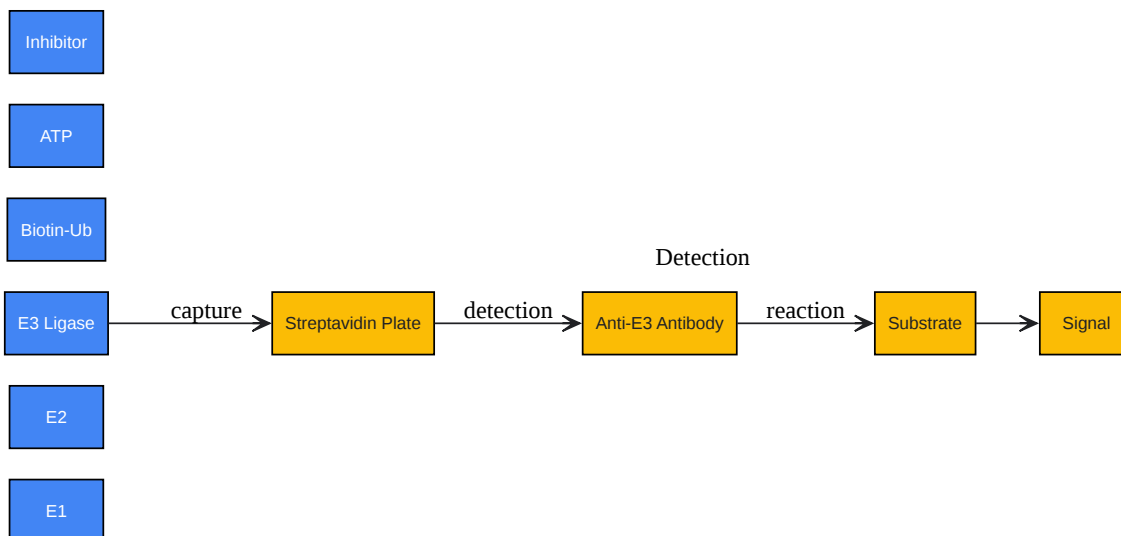 Inhibitor
ATP
Biotin-Ub
Detection
E3 Ligase
capture
Streptavidin Plate
detection
Anti-E3 Antibody
reaction
Substrate
Signal
E2
E1